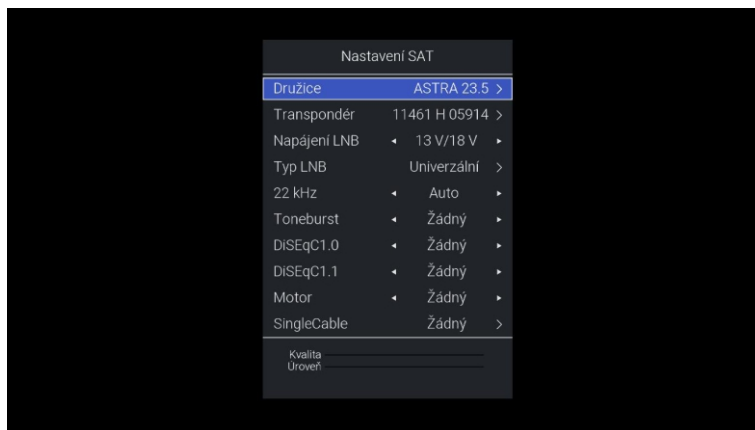 Nastavení SAT
Družice ASTRA 23.5 >
Transpondér 11461 H 05914 >
Napájení LNB ◂ 13 V/18 V ▸
Typ LNB Univerzální >
22 kHz ◂ Auto ▸
Toneburst ◂ Žádný ▸
DiSEqC1.0 ◂ Žádný ▸
DiSEqC1.1 ◂ Žádný ▸
Motor ◂ Žádný ▸
SingleCable Žádný >
Kvalita
Úroveň